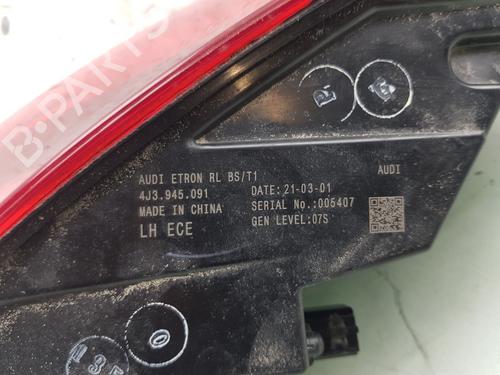 B-PARTS
AUDI ETRON RL BS/T1
4J3.945.091
MADE IN CHINA
LH ECE
DATE:21-03-01
SERIAL No.:005407
GEN LEVEL:07S
AUDI